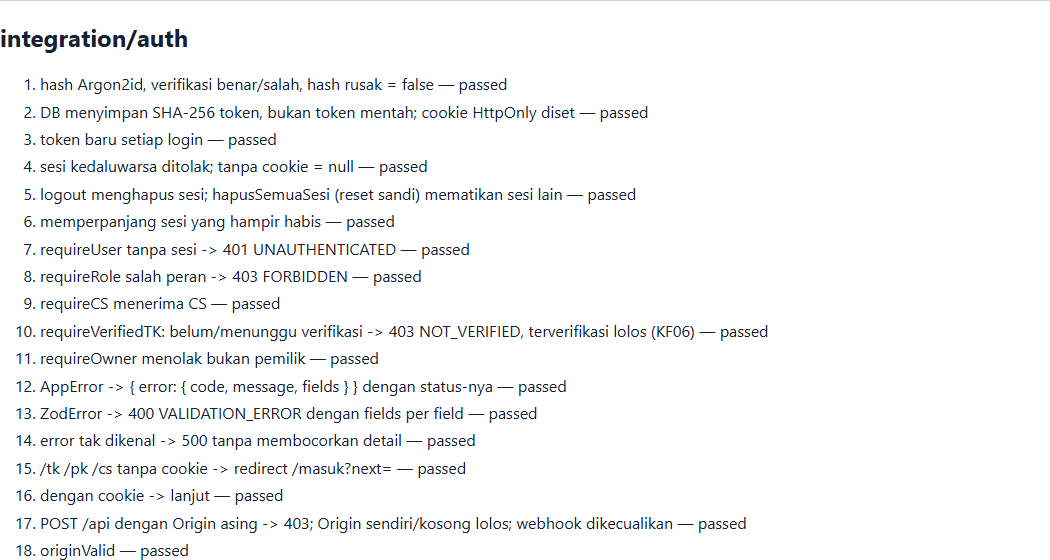 integration/auth
1. hash Argon2id, verifikasi benar/salah, hash rusak = false — passed
2. DB menyimpan SHA-256 token, bukan token mentah; cookie HttpOnly diset — passed
3. token baru setiap login — passed
4. sesi kedaluwarsa ditolak; tanpa cookie = null — passed
5. logout menghapus sesi; hapusSemuaSesi (reset sandi) mematikan sesi lain — passed
6. memperpanjang sesi yang hampir habis — passed
7. requireUser tanpa sesi -> 401 UNAUTHENTICATED — passed
8. requireRole salah peran -> 403 FORBIDDEN — passed
9. requireCS menerima CS — passed
10. requireVerifiedTK: belum/menunggu verifikasi -> 403 NOT_VERIFIED, terverifikasi lolos (KF06) — passed
11. requireOwner menolak bukan pemilik — passed
12. AppError -> { error: { code, message, fields } } dengan status-nya — passed
13. ZodError -> 400 VALIDATION_ERROR dengan fields per field — passed
14. error tak dikenal -> 500 tanpa membocorkan detail — passed
15. /tk /pk /cs tanpa cookie -> redirect /masuk?next= — passed
16. dengan cookie -> lanjut — passed
17. POST /api dengan Origin asing -> 403; Origin sendiri/kosong lolos; webhook dikecualikan — passed
18. originValid — passed